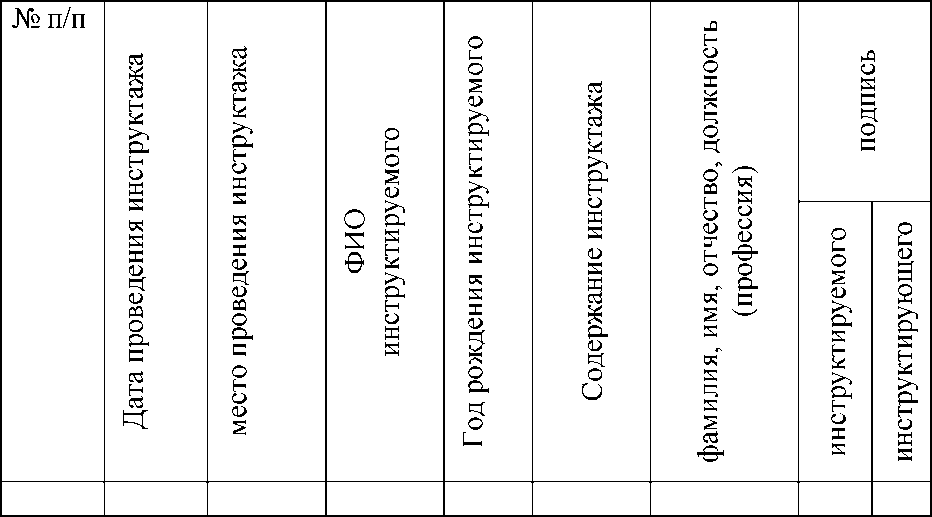 № п/п
Дата проведения инструктажа
место проведения инструктажа
ФИО
инструктируемого
Год рождения инструктируемого
Содержание инструктажа
фамилия, имя, отчество, должность
(профессия)
подпись
инструктируемого
инструктирующего